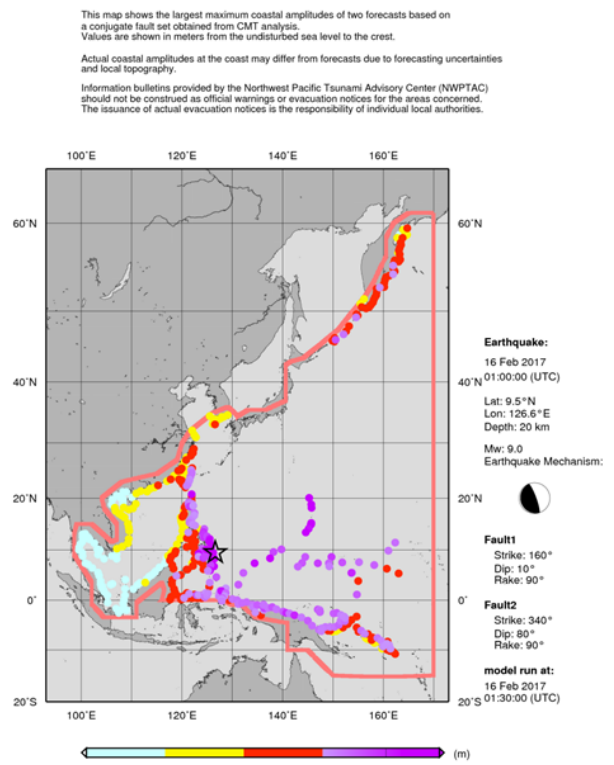 This map shows the largest maximum coastal amplitudes of two forecasts based on
a conjugate fault set obtained from CMT analysis.
Values are shown in meters from the undisturbed sea level to the crest.
Actual coastal amplitudes at the coast may differ from forecasts due to forecasting uncertainties
and local topography.
Information bulletins provided by the Northwest Pacific Tsunami Advisory Center (NWPTAC)
should not be construed as official warnings or evacuation notices for the areas concerned.
The issuance of actual evacuation notices is the responsibility of individual local authorities.
100˚E 120˚E 140˚E 160˚E
60˚N 60˚N
40˚N 40˚N
20˚N 20˚N
0˚ 0˚
20˚S 20˚S
100˚E 120˚E 140˚E 160˚E
Earthquake:
16 Feb 2017
01:00:00 (UTC)
Lat: 9.5°N
Lon: 126.6°E
Depth: 20 km
Mw: 9.0
Earthquake Mechanism:
Fault1
Strike: 160°
Dip: 10°
Rake: 90°
Fault2
Strike: 340°
Dip: 80°
Rake: 90°
model run at:
16 Feb 2017
01:30:00 (UTC)
(m)